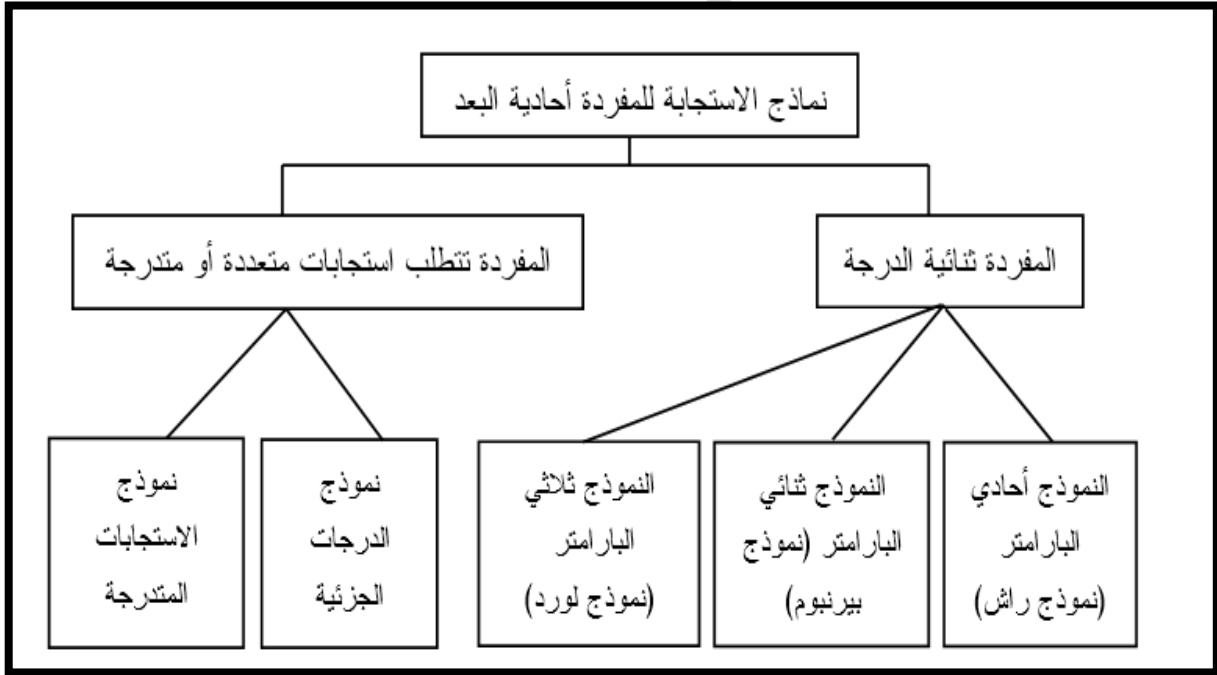 نماذج الاستجابة للمفردة أحادية البعد
المفردة ثنائية الدرجة
المفردة تتطلب استجابات متعددة أو متدرجة
النموذج أحادي
البارامتر
(نموذج راش)
النموذج ثنائي
البارامتر (نموذج
بيرنبوم)
النموذج ثلاثي
البارامتر
(نموذج لورد)
نموذج
الدرجات
الجزئية
نموذج
الاستجابات
المتدرجة